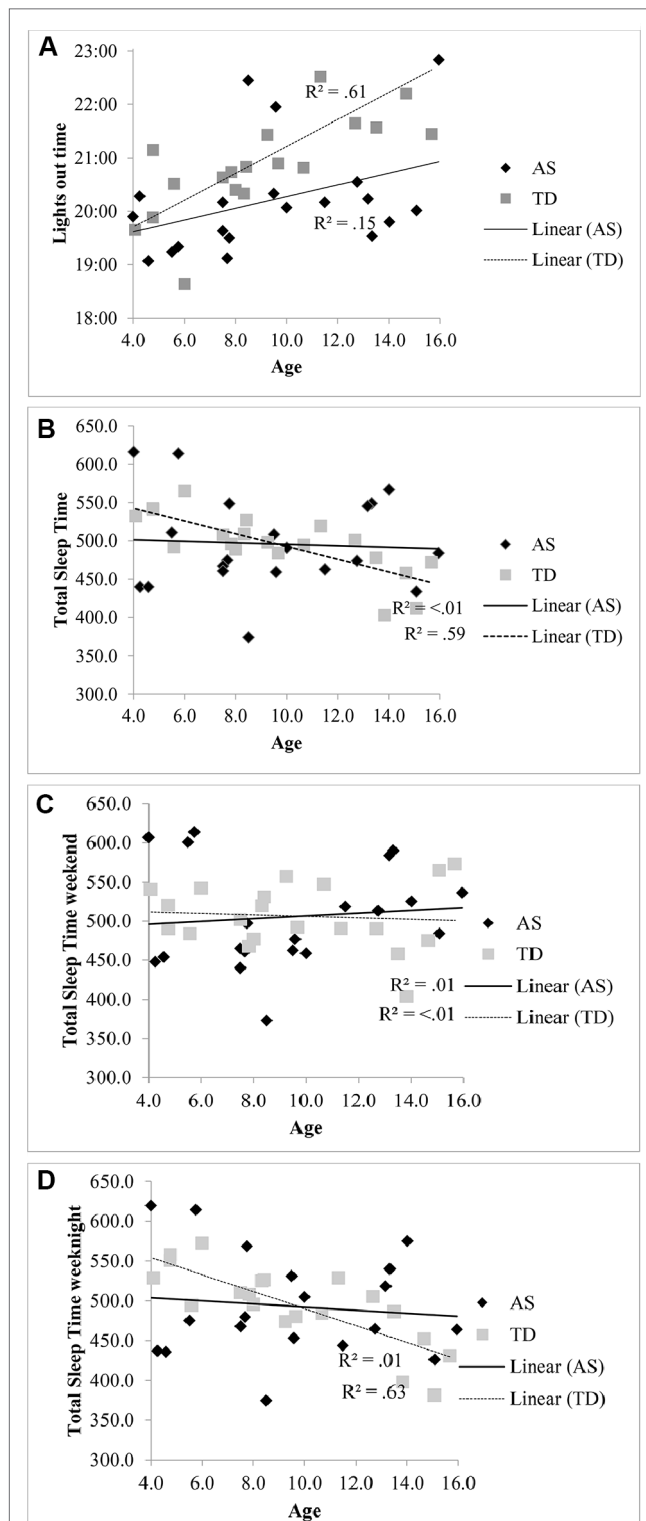 A
23:00
22:00
21:00
20:00
19:00
18:00
Lights out time
4.0 6.0 8.0 10.0 12.0 14.0 16.0
Age
R² = .61
R² = .15
AS
TD
Linear (AS)
Linear (TD)
B
650.0
600.0
550.0
500.0
450.0
400.0
350.0
300.0
Total Sleep Time
4.0 6.0 8.0 10.0 12.0 14.0 16.0
Age
R² = <.01
R² = .59
AS
TD
Linear (AS)
Linear (TD)
C
650.0
600.0
550.0
500.0
450.0
400.0
350.0
300.0
Total Sleep Time weekend
4.0 6.0 8.0 10.0 12.0 14.0 16.0
Age
R² = .01
R² = <.01
AS
TD
Linear (AS)
Linear (TD)
D
650.0
600.0
550.0
500.0
450.0
400.0
350.0
300.0
Total Sleep Time weeknight
4.0 6.0 8.0 10.0 12.0 14.0 16.0
Age
R² = .01
R² = .63
AS
TD
Linear (AS)
Linear (TD)